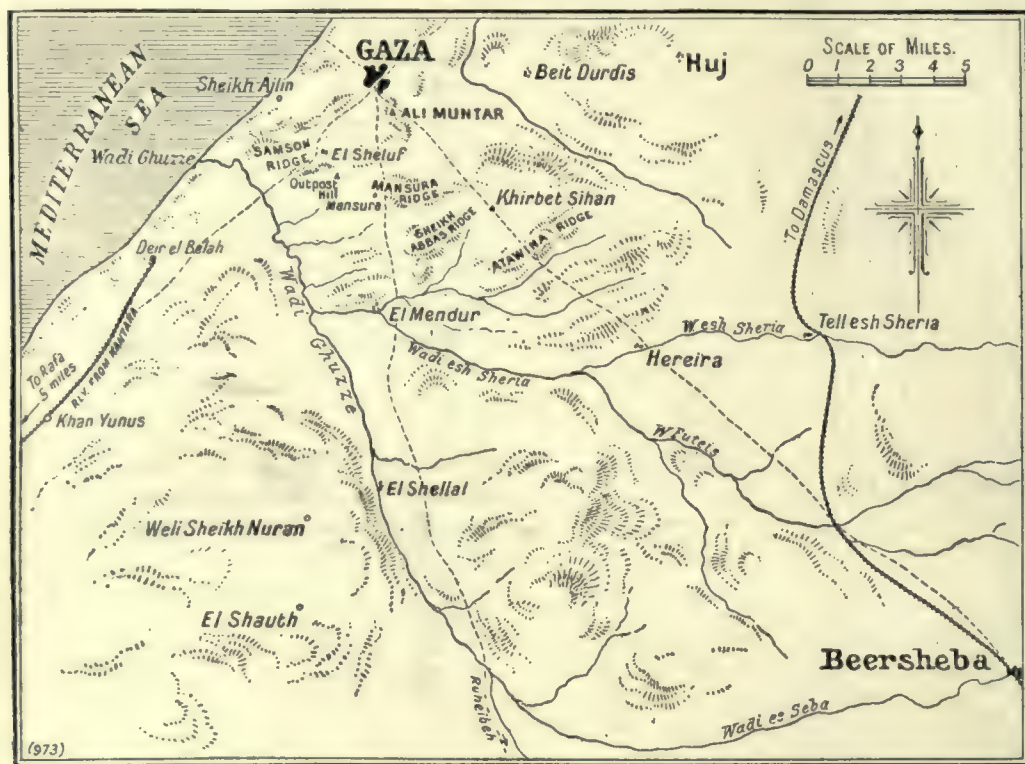 GAZA
SCALE OF MILES.
0 1 2 3 4 5
Huj
Beit Durdis
Sheikh Ajlin
ALI MUNTAR
MEDITERRANEAN
SEA
Wadi Ghuzze
SAMSON
RIDGE
El Sheluf
Outpost
Hill
Mansura
MANSURA
RIDGE
Khirbet Sihan
SHEIKH
ABBAS RIDGE
ATAWINA RIDGE
To Damascus
Deir el Belah
Wadi
Ghuzze
El Mendur
Wadi esh Sheria
W. esh Sheria
Tell esh Sheria
Hereira
To Rafa
5 miles
RLY. FROM KANTARA
Khan Yunus
W. Futeis
El Shellal
Weli Sheikh Nuran
El Shauth
Beersheba
Ruheibeh
Wadi es Seba
(973)